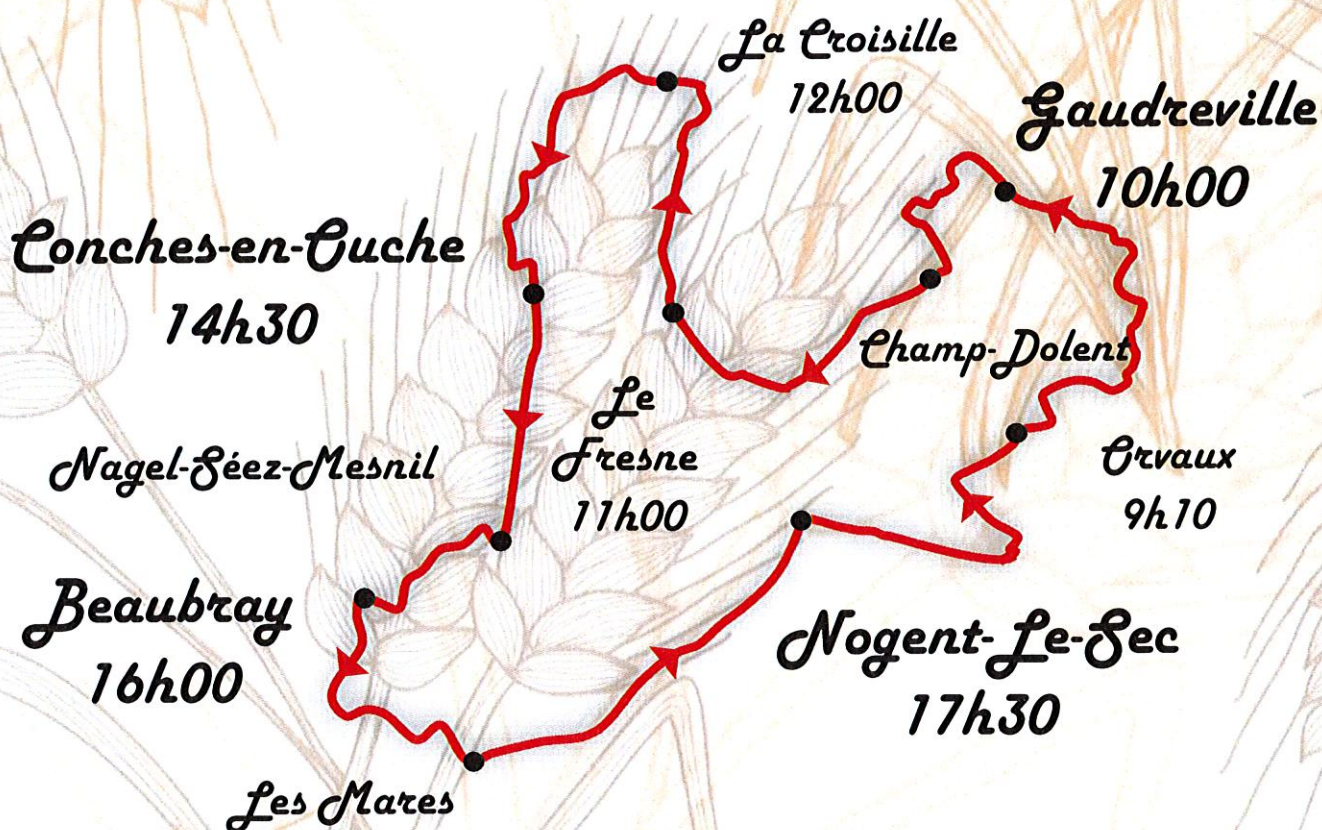 La Croisille
12h00
Gaudreville
10h00
Conches-en-Ouche
14h30
Champ-Dolent
Le
Fresne
11h00
Nagel-Séez-Mesnil
Orvaux
9h10
Beaubray
16h00
Nogent-Le-Sec
17h30
Les Mares